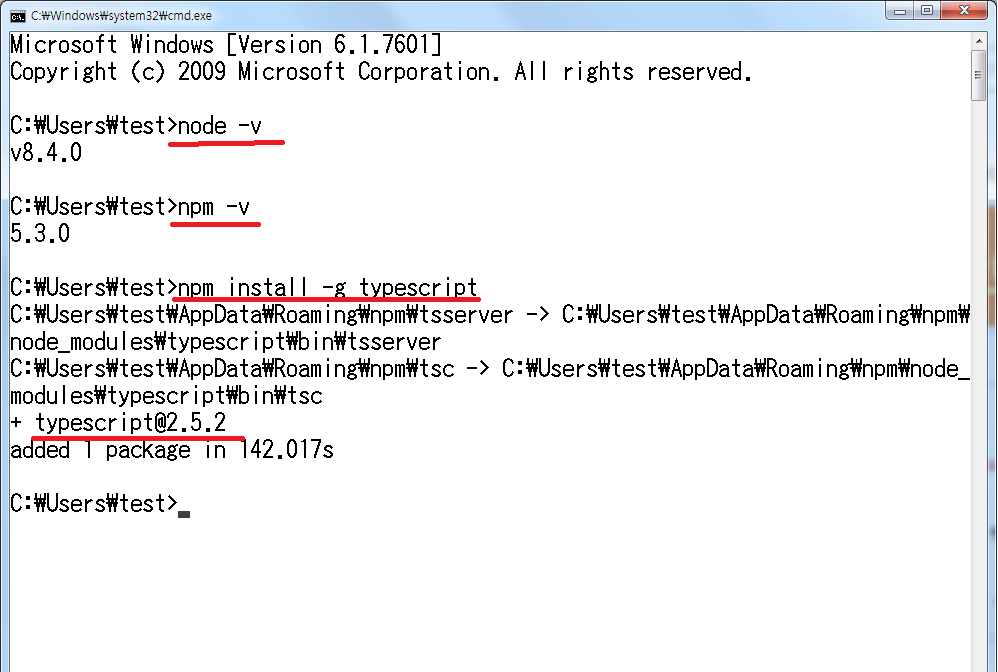 C:₩Windows₩system32₩cmd.exe
Microsoft Windows [Version 6.1.7601]
Copyright (c) 2009 Microsoft Corporation. All rights reserved.
C:₩Users₩test>node -v
v8.4.0
C:₩Users₩test>npm -v
5.3.0
C:₩Users₩test>npm install -g typescript
C:₩Users₩test₩AppData₩Roaming₩npm₩tsserver -> C:₩Users₩test₩AppData₩Roaming₩npm₩
node_modules₩typescript₩bin₩tsserver
C:₩Users₩test₩AppData₩Roaming₩npm₩tsc -> C:₩Users₩test₩AppData₩Roaming₩npm₩node_
modules₩typescript₩bin₩tsc
+ typescript@2.5.2
added 1 package in 142.017s
C:₩Users₩test>_